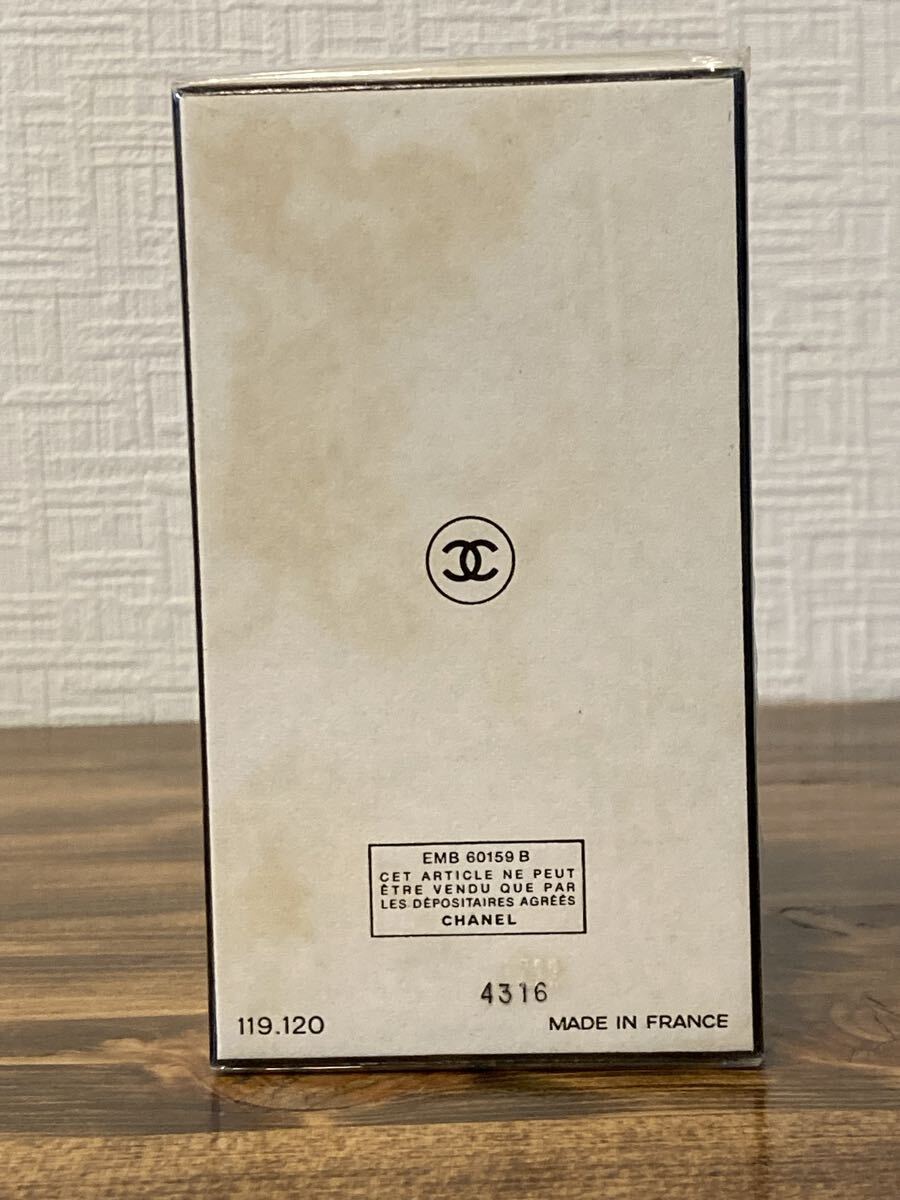 EMB 60159 B
CET ARTICLE NE PEUT
ÊTRE VENDU QUE PAR
LES DÉPOSITAIRES AGRÉÉS
CHANEL
4316
119.120 MADE IN FRANCE